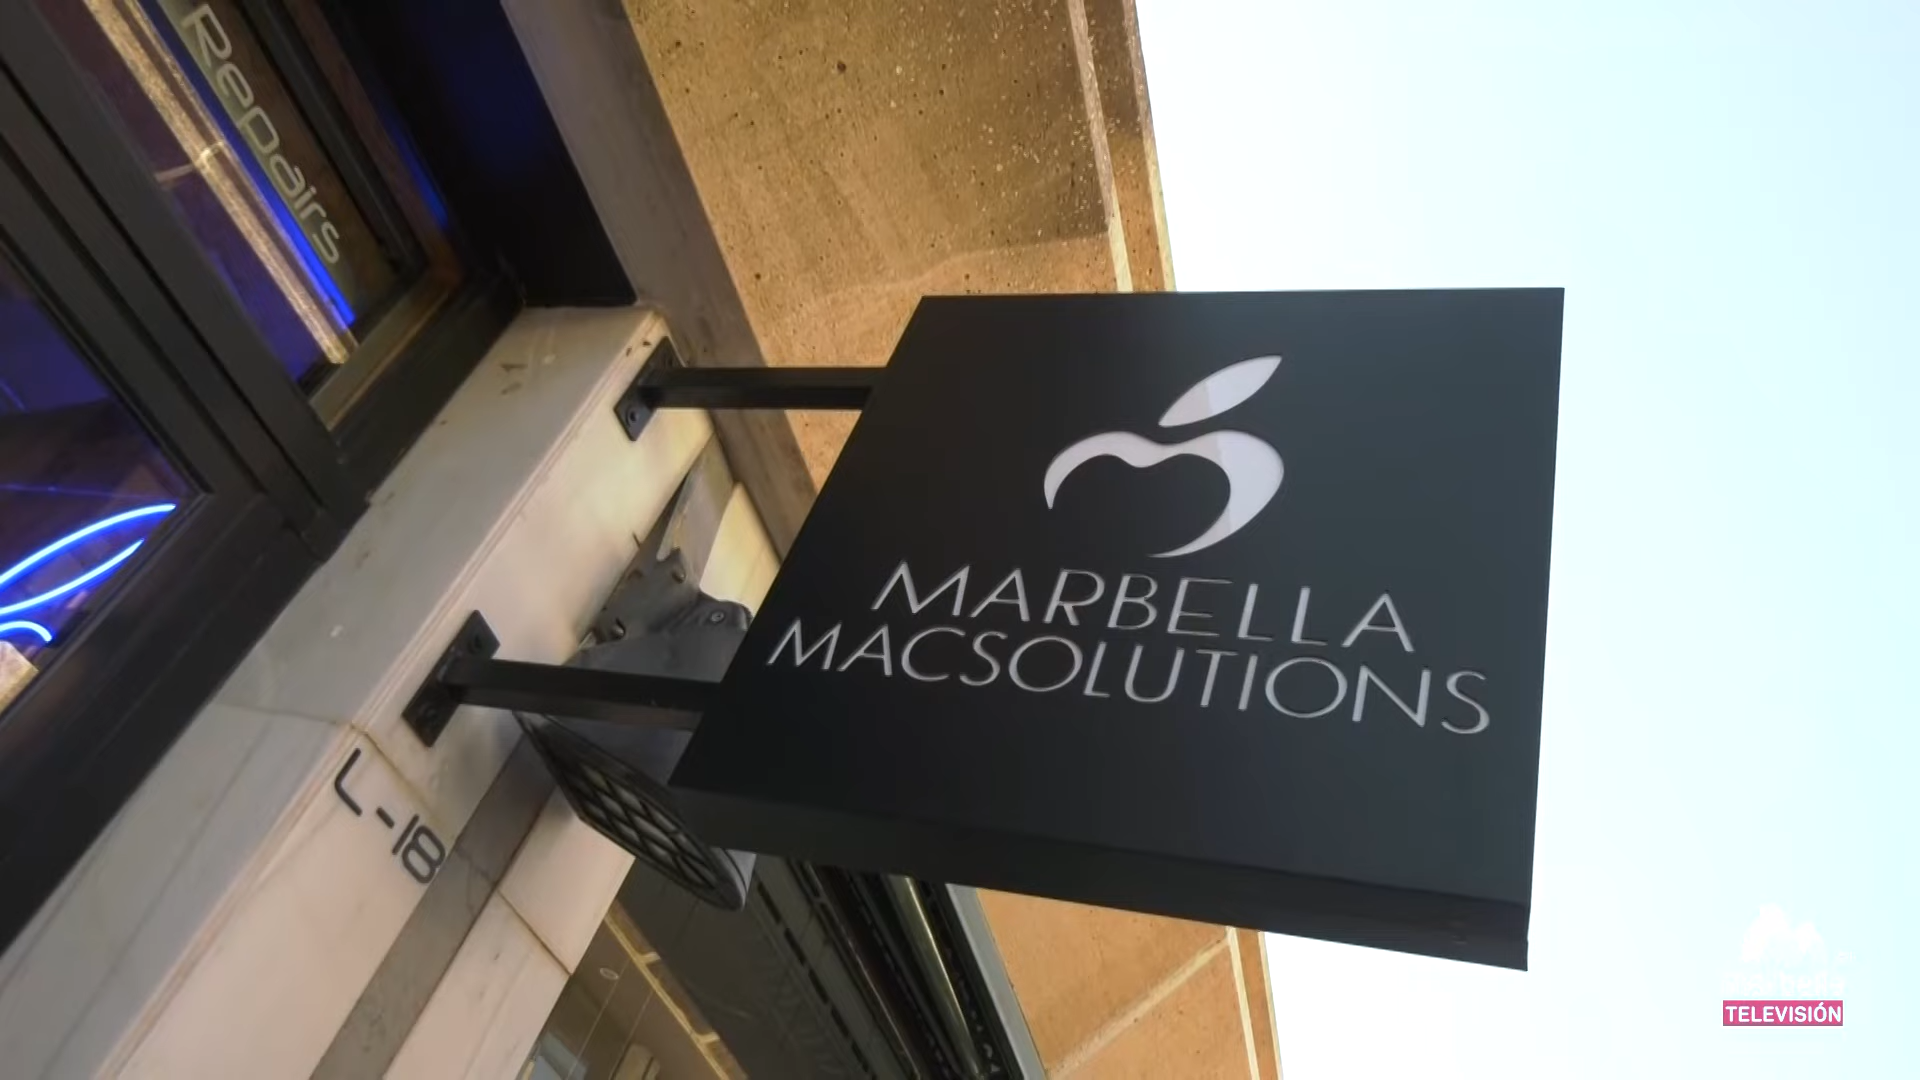 Repairs
MARBELLA
MACSOLUTIONS
L-18
TELEVISIÓN